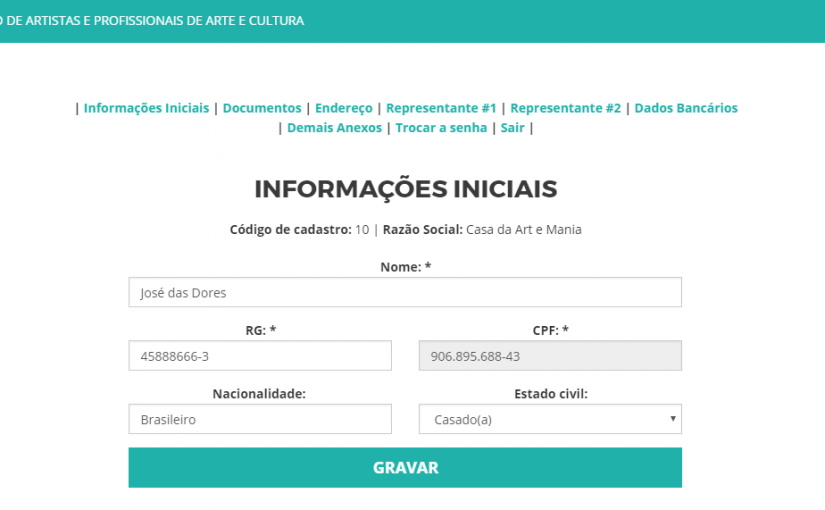 O DE ARTISTAS E PROFISSIONAIS DE ARTE E CULTURA
| Informações Iniciais | Documentos | Endereço | Representante #1 | Representante #2 | Dados Bancários
| Demais Anexos | Trocar a senha | Sair |
INFORMAÇÕES INICIAIS
Código de cadastro: 10 | Razão Social: Casa da Art e Mania
Nome: *
José das Dores
RG: * CPF: *
45888666-3 906.895.688-43
Nacionalidade: Estado civil:
Brasileiro Casado(a)
GRAVAR